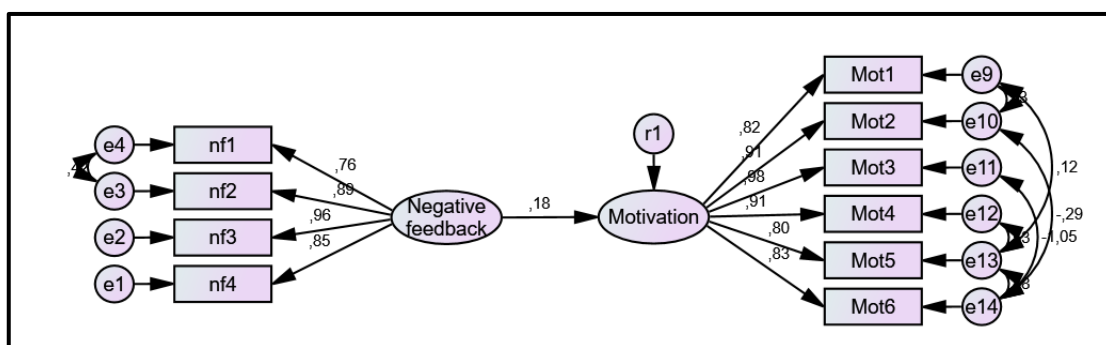 e4
nf1
,76
e3
nf2
,89
e2
nf3
,96
e1
nf4
,85
Negative
feedback
,18
r1
Motivation
,82
,91
,98
,91
,80
,83
Mot1
e9
Mot2
e10
Mot3
e11
Mot4
e12
Mot5
e13
Mot6
e14
,12
-,29
-1,05